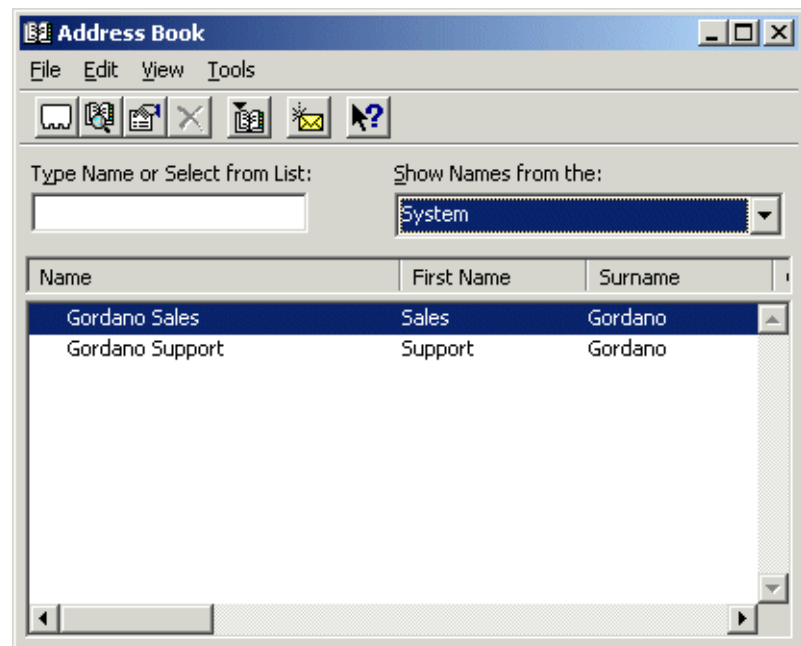 Address Book
File Edit View Tools
Type Name or Select from List: Show Names from the:
System
Name First Name Surname
Gordano Sales Sales Gordano
Gordano Support Support Gordano